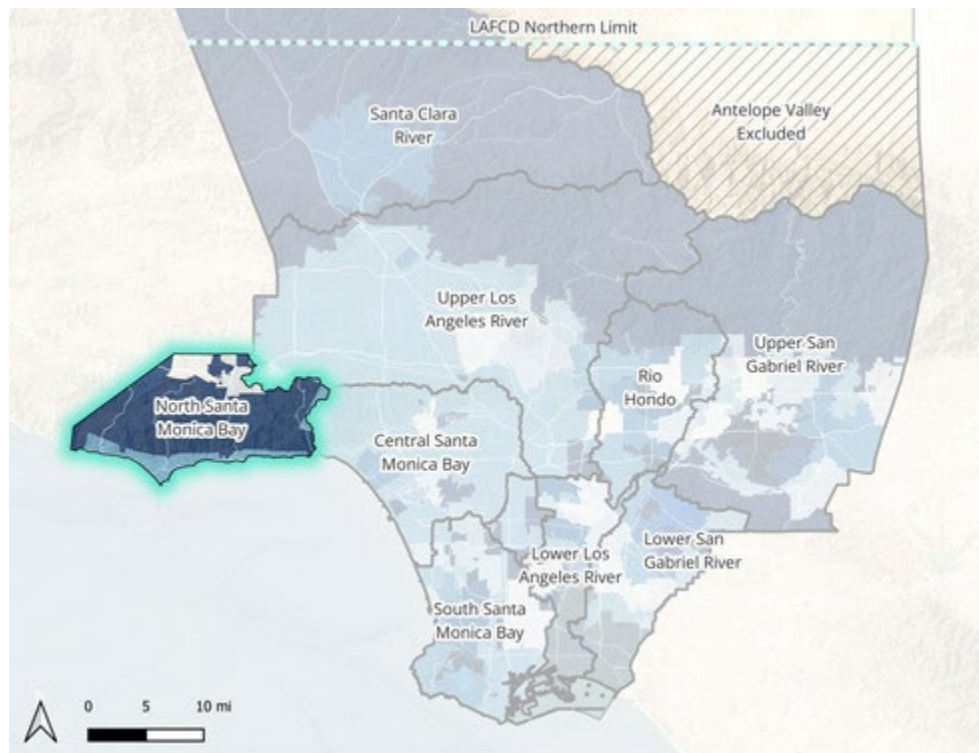 LAFCD Northern Limit
Santa Clara
River
Antelope Valley
Excluded
Upper Los
Angeles River
Upper San
Gabriel River
Rio
Hondo
North Santa
Monica Bay
Central Santa
Monica Bay
Lower Los
Angeles River
Lower San
Gabriel River
South Santa
Monica Bay
0 5 10 mi